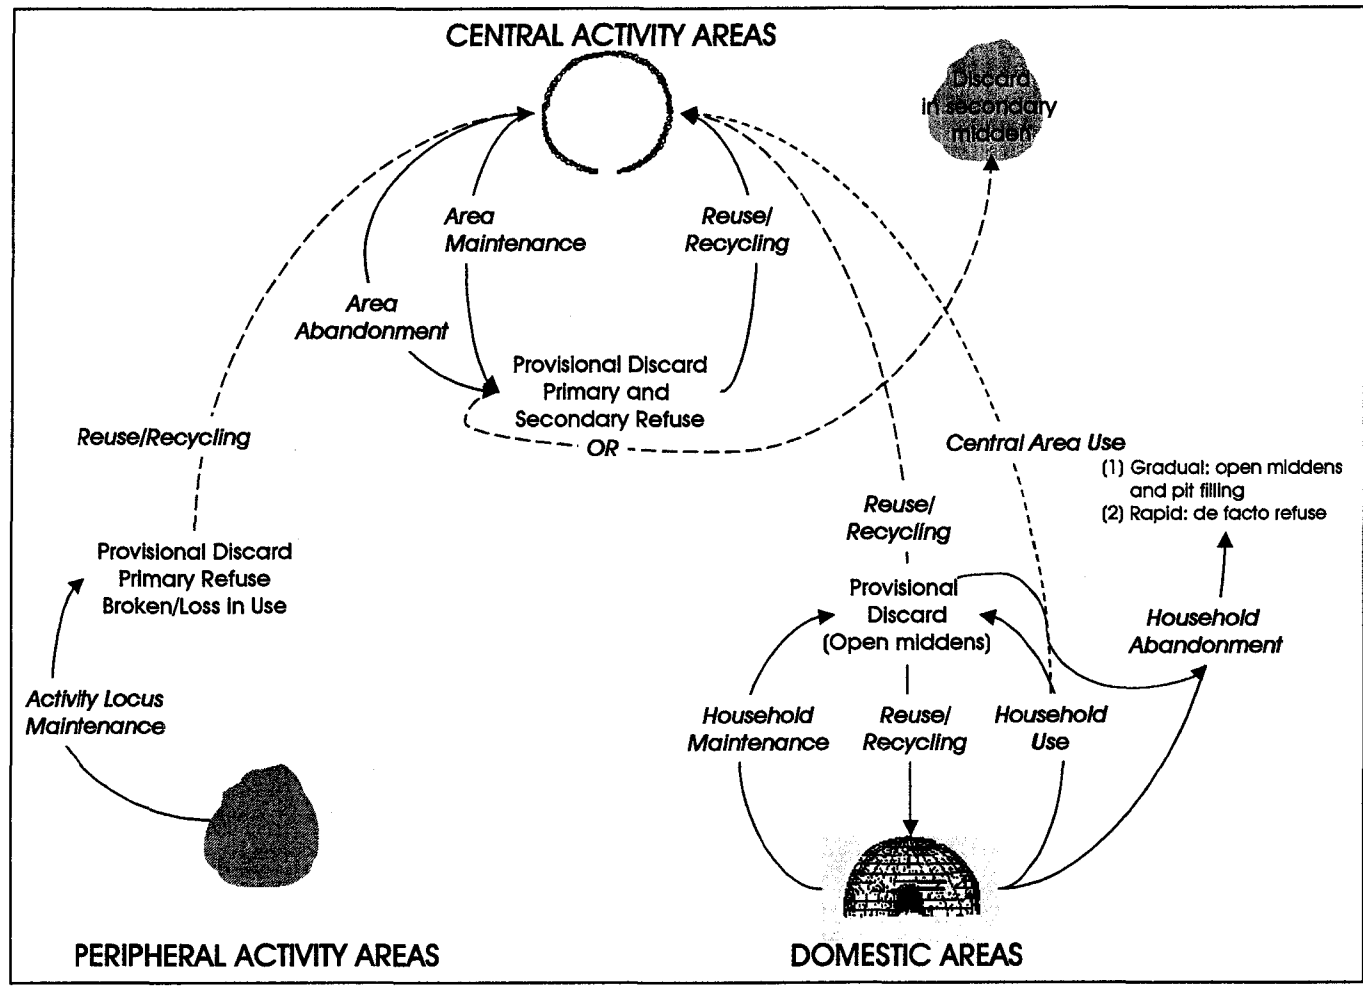 CENTRAL ACTIVITY AREAS
Discard
in secondary
midden
Area
Maintenance
Reuse/
Recycling
Area
Abandonment
Provisional Discard
Primary and
Secondary Refuse
OR
Reuse/Recycling
Central Area Use
(1) Gradual: open middens
and pit filling
(2) Rapid: de facto refuse
Reuse/
Recycling
Provisional Discard
Primary Refuse
Broken/Loss in Use
Provisional
Discard
(Open middens)
Household
Abandonment
Activity Locus
Maintenance
Household
Maintenance
Reuse/
Recycling
Household
Use
PERIPHERAL ACTIVITY AREAS
DOMESTIC AREAS